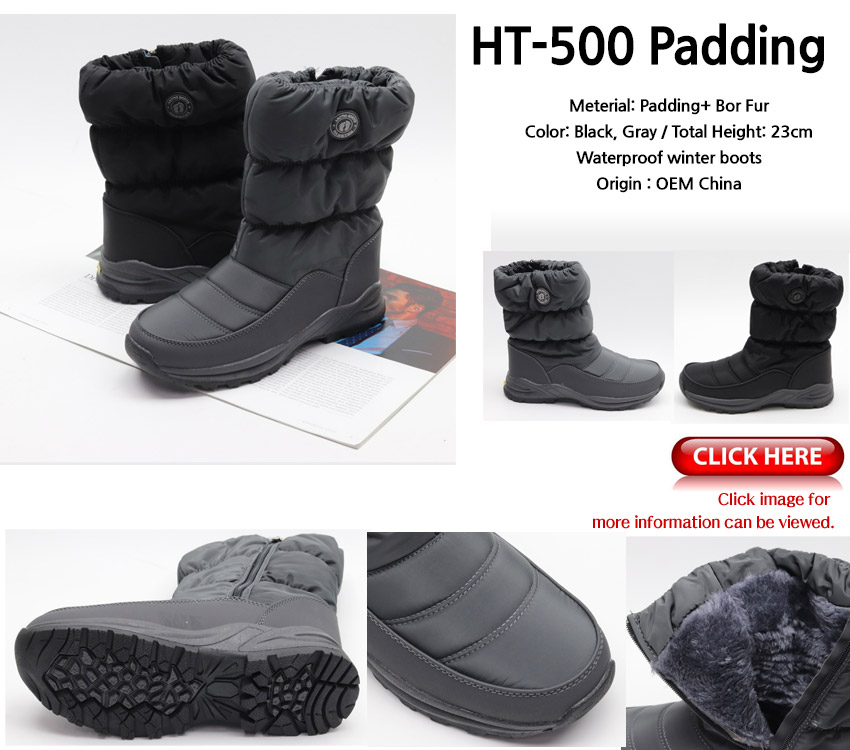 HT-500 Padding
Meterial: Padding+ Bor Fur
Color: Black, Gray / Total Height: 23cm
Waterproof winter boots
Origin : OEM China
CLICK HERE
Click image for
more information can be viewed.